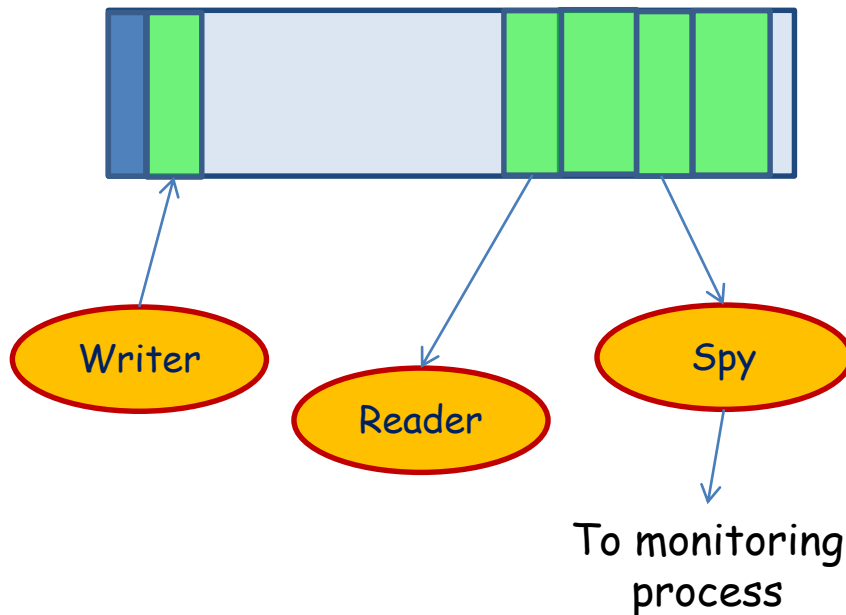 Writer
Reader
Spy
To monitoring
process